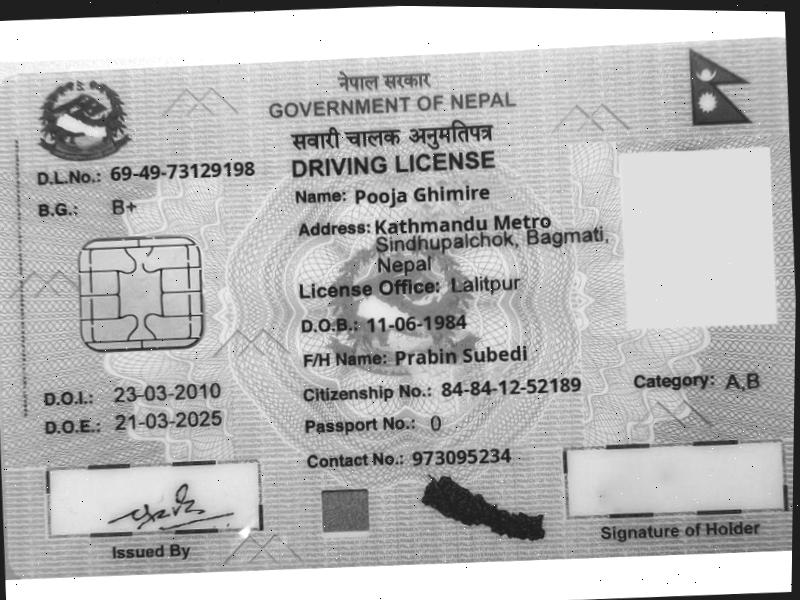 नेपाल सरकार
GOVERNMENT OF NEPAL
सवारी चालक अनुमतिपत्र
DRIVING LICENSE
D.L.No.: 69-49-73129198
B.G.: B+
Name: Pooja Ghimire
Address: Kathmandu Metro
Sindhupalchok, Bagmati,
Nepal
License Office: Lalitpur
D.O.B.: 11-06-1984
F/H Name: Prabin Subedi
D.O.I.: 23-03-2010
Citizenship No.: 84-84-12-52189
Category: A,B
D.O.E.: 21-03-2025
Passport No.: 0
Contact No.: 973095234
Issued By
Signature of Holder